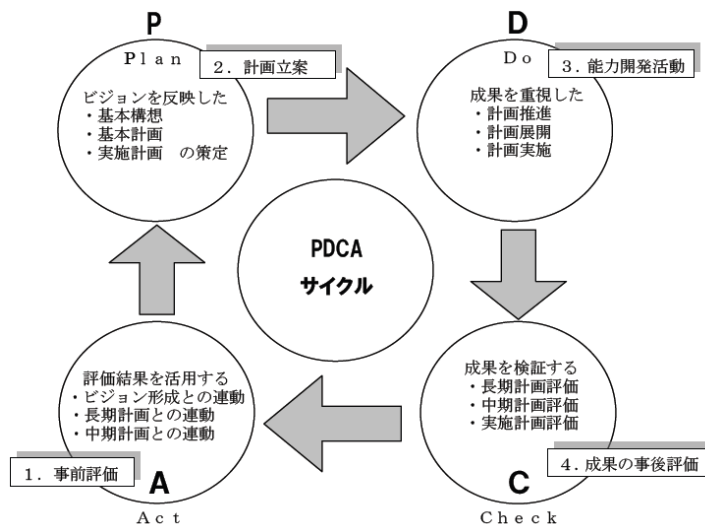 P
Plan
2．計画立案
ビジョンを反映した
・基本構想
・基本計画
・実施計画　の策定
D
Do
3．能力開発活動
成果を重視した
・計画推進
・計画展開
・計画実施
PDCA
サイクル
評価結果を活用する
・ビジョン形成との連動
・長期計画との連動
・中期計画との連動
1．事前評価
A
Act
成果を検証する
・長期計画評価
・中期計画評価
・実施計画評価
4．成果の事後評価
C
Check